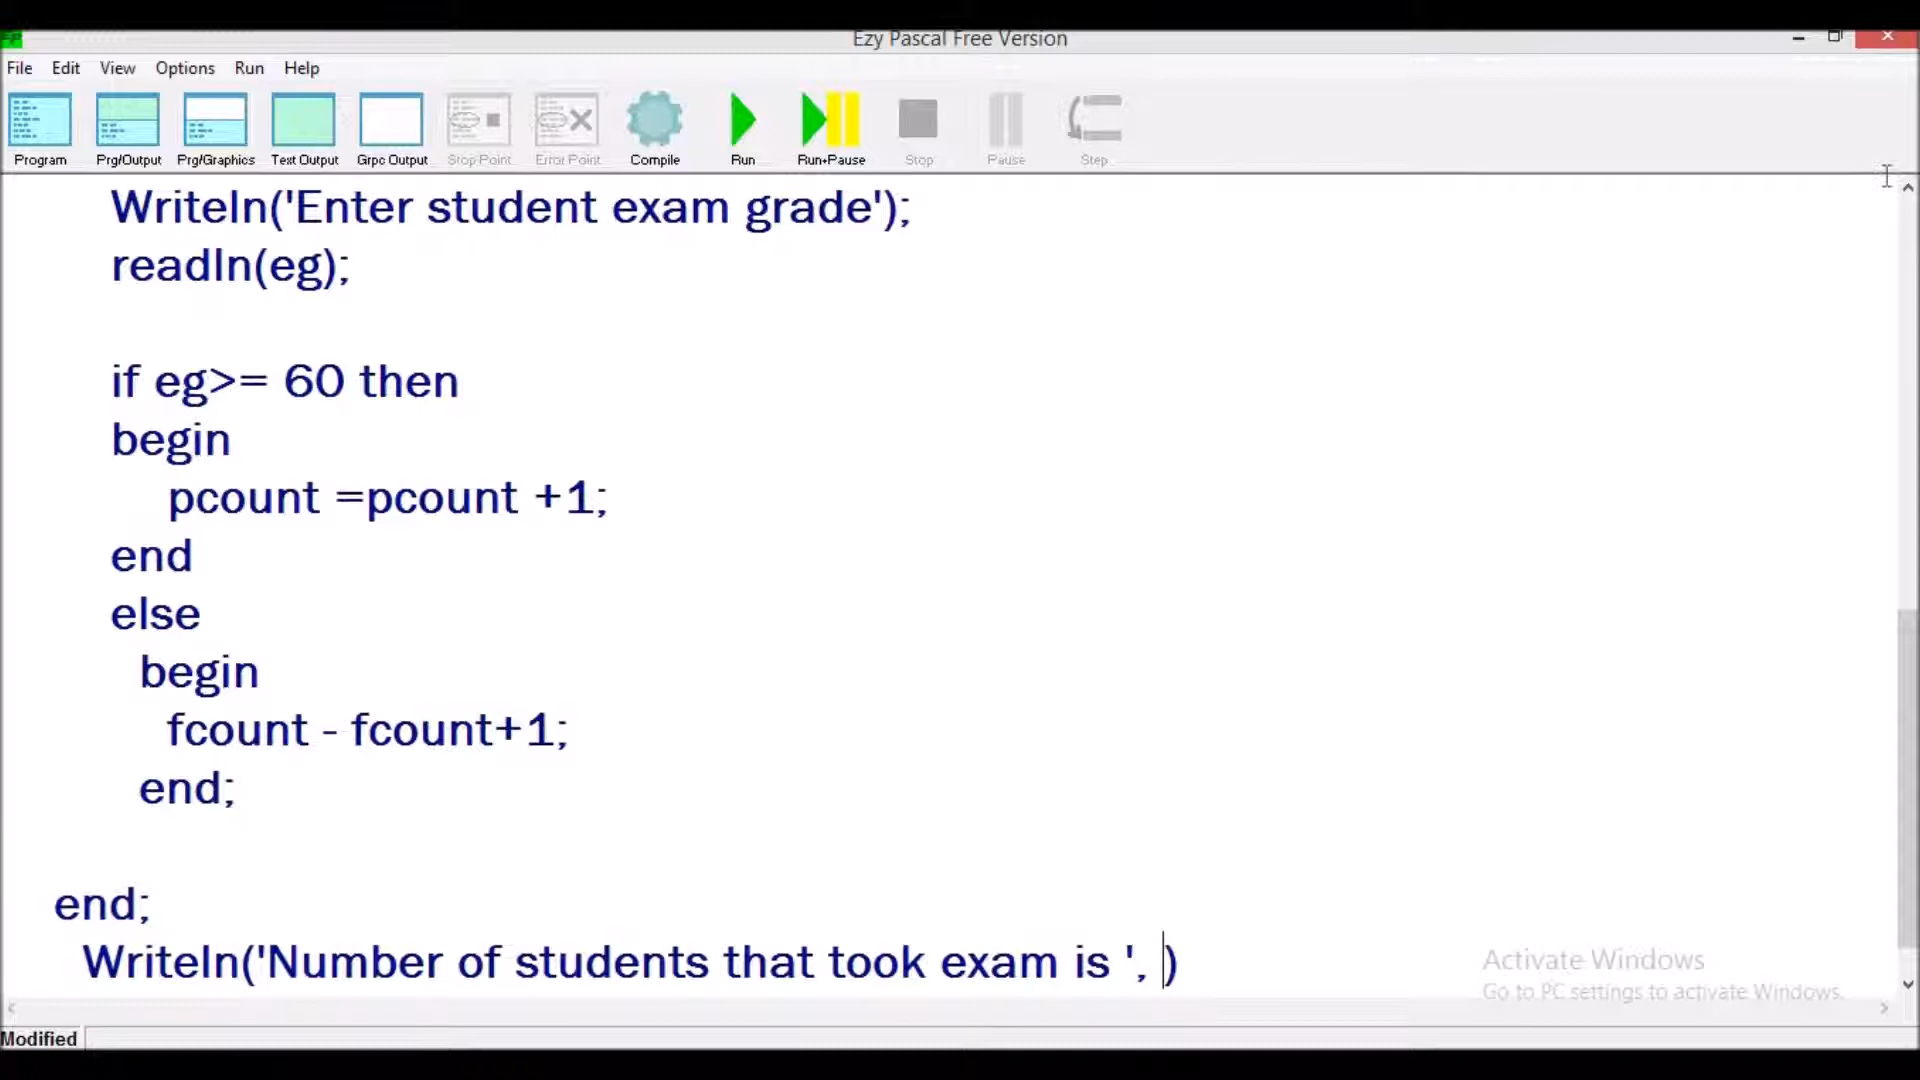 Ezy Pascal Free Version
File Edit View Options Run Help
Program Prg/Output Prg/Graphics Text Output Grpc Output Stop Point Error Point Compile Run Run+Pause Stop Pause Step
Writeln('Enter student exam grade');
readln(eg);
if eg>= 60 then
begin
pcount =pcount +1;
end
else
begin
fcount - fcount+1;
end;
end;
Writeln('Number of students that took exam is ', )
Activate Windows
Go to PC settings to activate Windows.
Modified